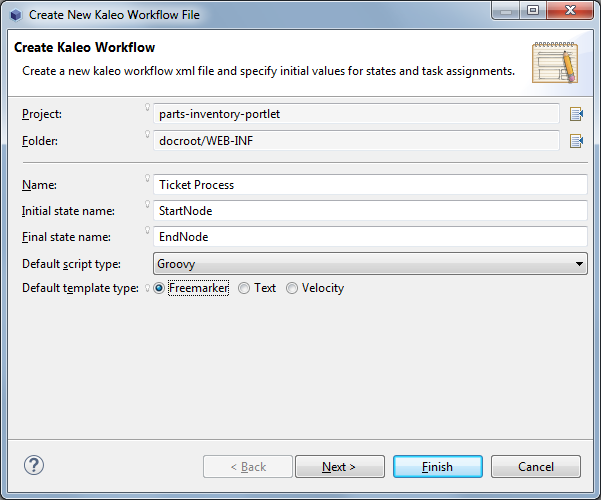 Create New Kaleo Workflow File
Create Kaleo Workflow
Create a new kaleo workflow xml file and specify initial values for states and task assignments.
Project: parts-inventory-portlet
Folder: docroot/WEB-INF
Name: Ticket Process
Initial state name: StartNode
Final state name: EndNode
Default script type: Groovy
Default template type: Freemarker Text Velocity
? < Back Next > Finish Cancel